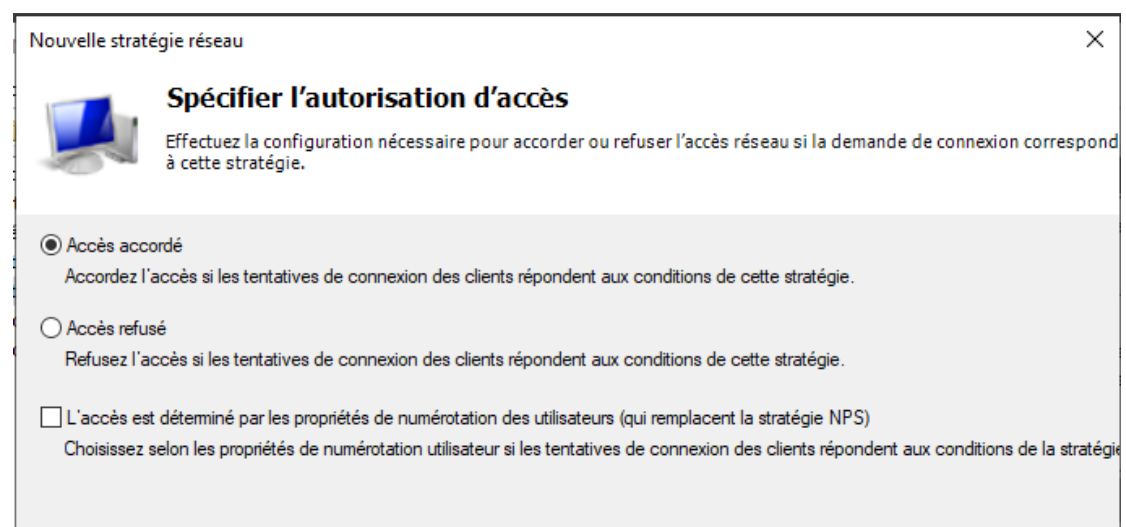 Nouvelle stratégie réseau
Spécifier l'autorisation d'accès
Effectuez la configuration nécessaire pour accorder ou refuser l'accès réseau si la demande de connexion correspond
à cette stratégie.
Accès accordé
Accordez l'accès si les tentatives de connexion des clients répondent aux conditions de cette stratégie.
Accès refusé
Refusez l'accès si les tentatives de connexion des clients répondent aux conditions de cette stratégie.
L'accès est déterminé par les propriétés de numérotation des utilisateurs (qui remplacent la stratégie NPS)
Choisissez selon les propriétés de numérotation utilisateur si les tentatives de connexion des clients répondent aux conditions de la stratégie